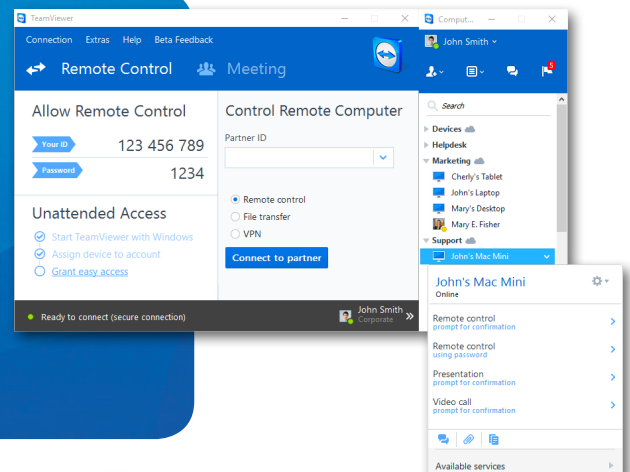 TeamViewer
Connection Extras Help Beta Feedback
Remote Control Meeting
Allow Remote Control
Your ID 123 456 789
Password 1234
Unattended Access
Start TeamViewer with Windows
Assign device to account
Grant easy access
Control Remote Computer
Partner ID
Remote control
File transfer
VPN
Connect to partner
Ready to connect (secure connection)
John Smith
Corporate
Comput...
John Smith
5
Search
Devices
Helpdesk
Marketing
Cherly's Tablet
John's Laptop
Mary's Desktop
Mary E. Fisher
Support
John's Mac Mini
John's Mac Mini
Online
Remote control
prompt for confirmation
Remote control
using password
Presentation
prompt for confirmation
Video call
prompt for confirmation
Available services